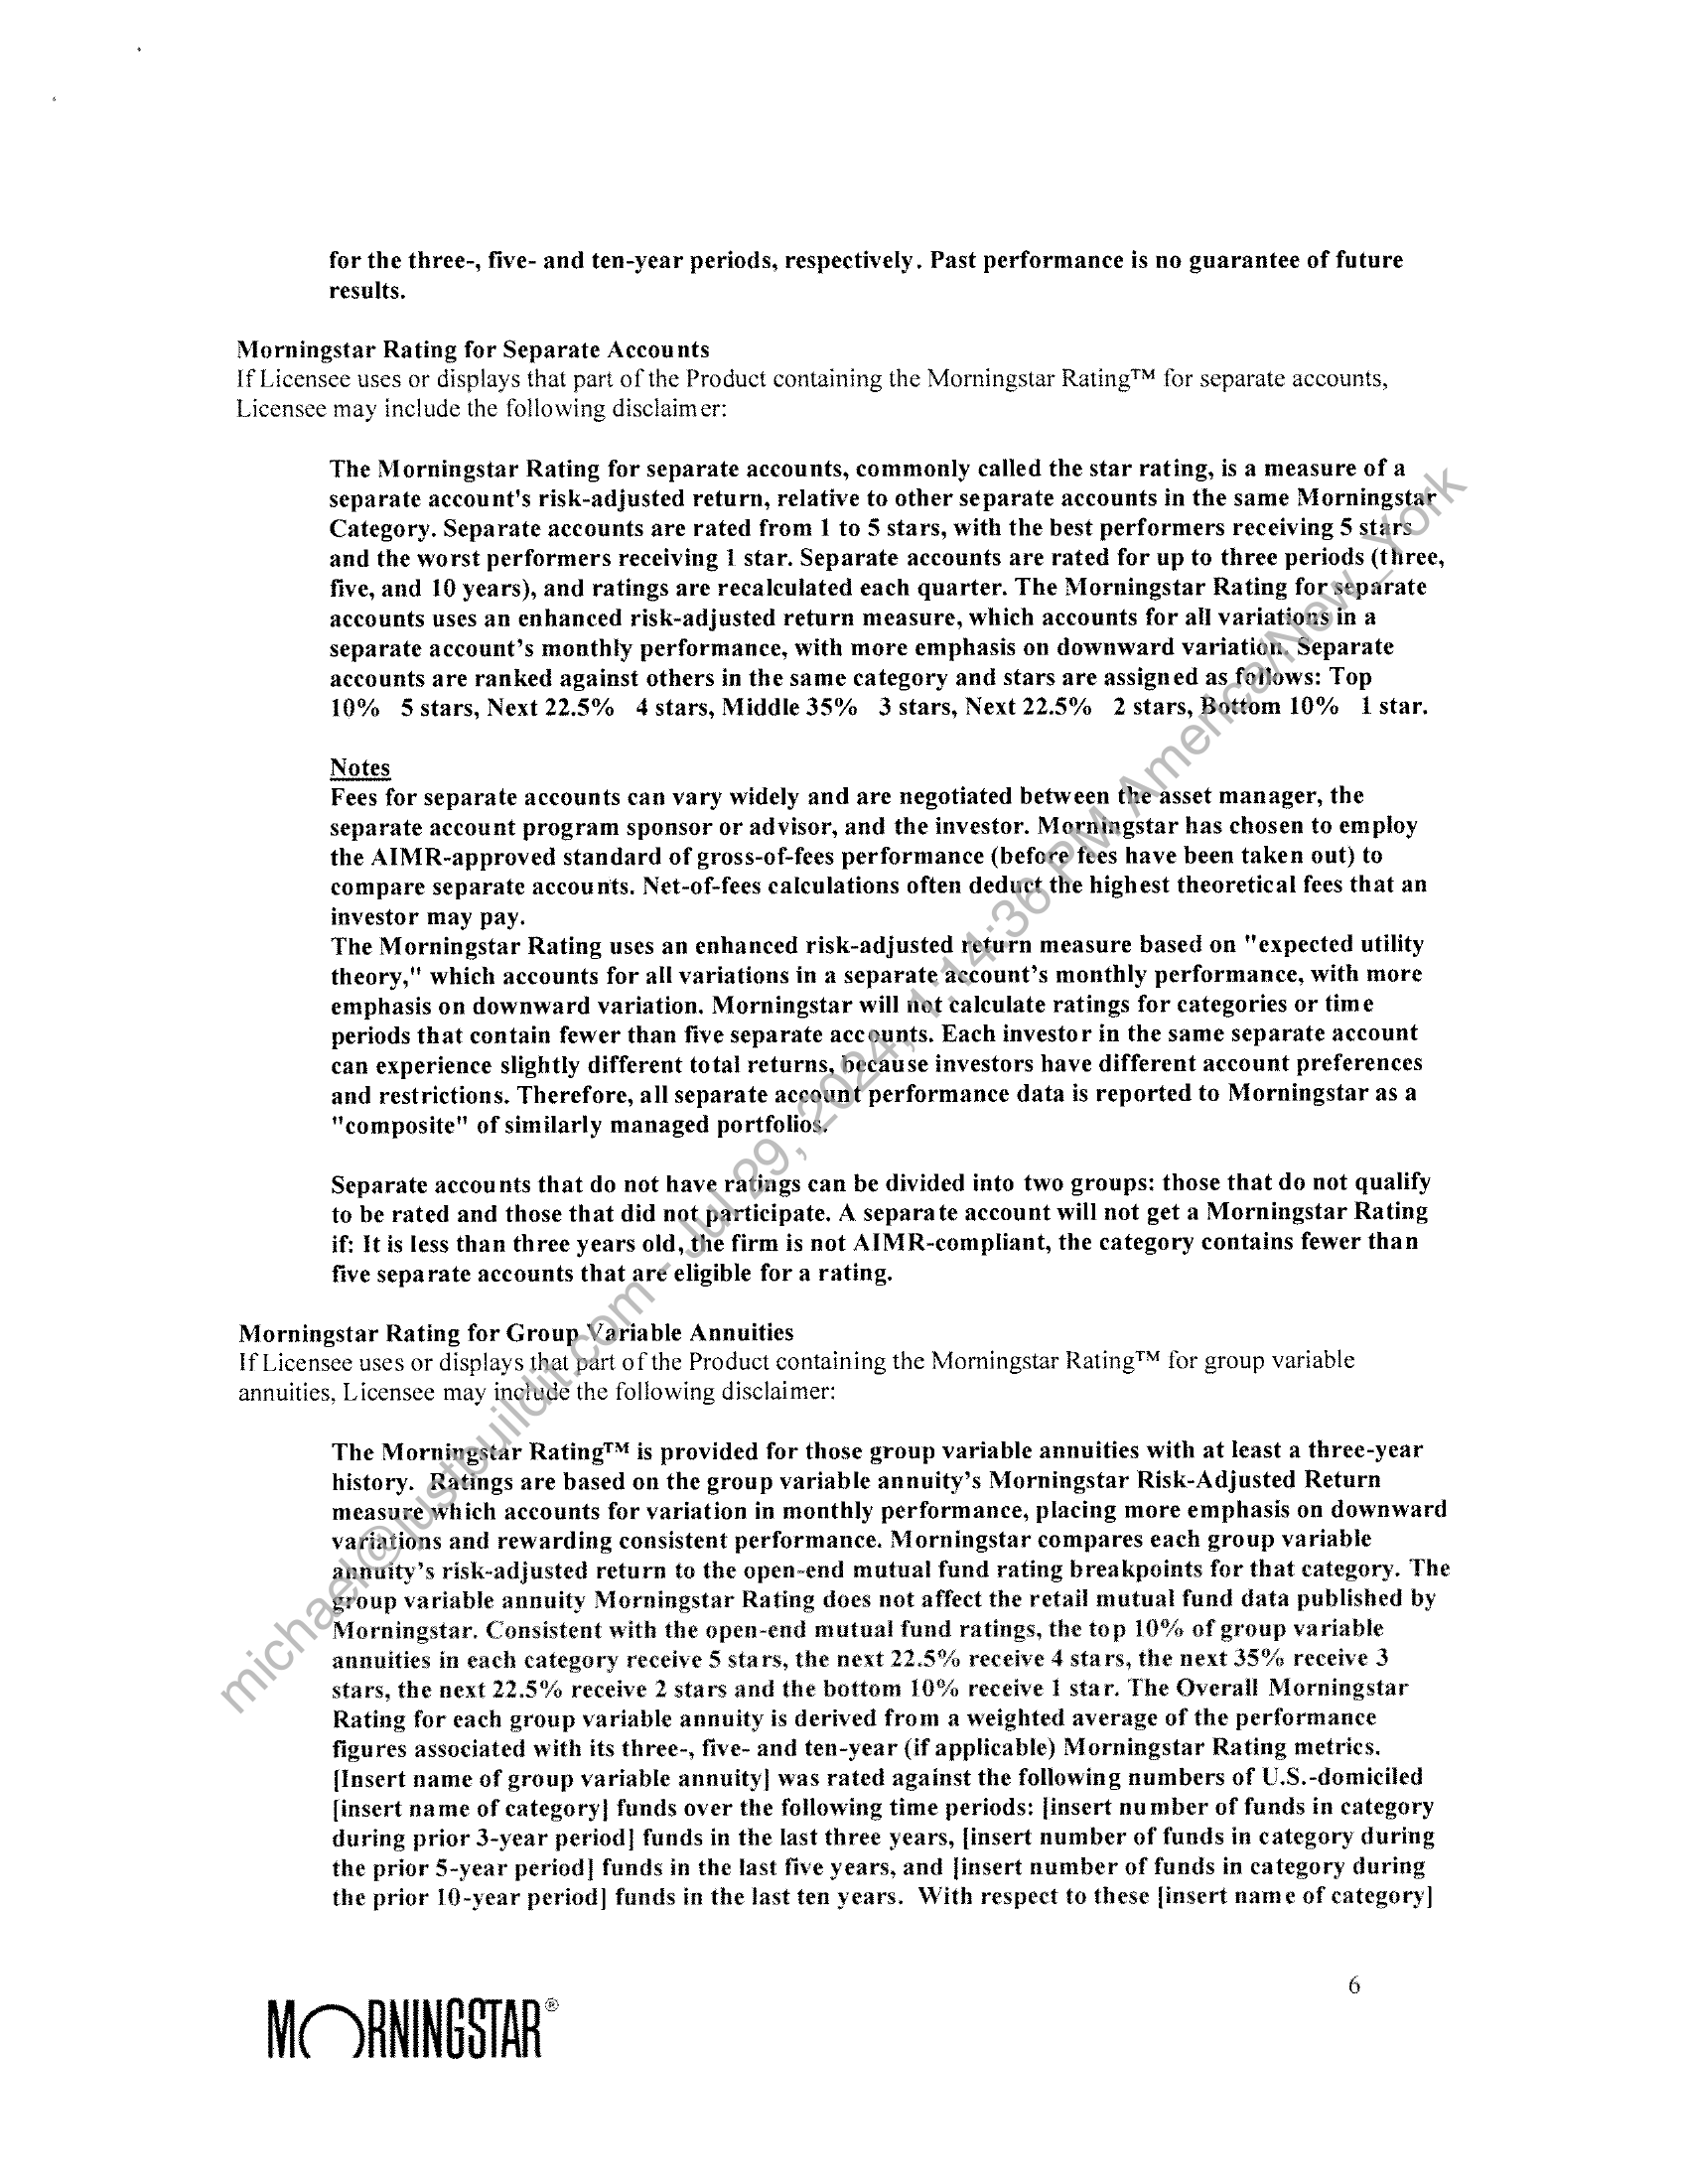 for the three-, five- and ten-year periods, respectively. Past performance is no guarantee of future
results.
Morningstar Rating for Separate Accounts
If Licensee uses or displays that part of the Product containing the Morningstar Rating™ for separate accounts,
Licensee may include the following disclaimer:
The Morningstar Rating for separate accounts, commonly called the star rating, is a measure of a
separate account's risk-adjusted return, relative to other separate accounts in the same Morningstar
Category. Separate accounts are rated from 1 to 5 stars, with the best performers receiving 5 stars
and the worst performers receiving 1 star. Separate accounts are rated for up to three periods (three,
five, and 10 years), and ratings are recalculated each quarter. The Morningstar Rating for separate
accounts uses an enhanced risk-adjusted return measure, which accounts for all variations in a
separate account's monthly performance, with more emphasis on downward variation. Separate
accounts are ranked against others in the same category and stars are assigned as follows: Top
10% 5 stars, Next 22.5% 4 stars, Middle 35% 3 stars, Next 22.5% 2 stars, Bottom 10% 1 star.
Notes
Fees for separate accounts can vary widely and are negotiated between the asset manager, the
separate account program sponsor or advisor, and the investor. Morningstar has chosen to employ
the AIMR-approved standard of gross-of-fees performance (before fees have been taken out) to
compare separate accounts. Net-of-fees calculations often deduct the highest theoretical fees that an
investor may pay.
The Morningstar Rating uses an enhanced risk-adjusted return measure based on "expected utility
theory," which accounts for all variations in a separate account's monthly performance, with more
emphasis on downward variation. Morningstar will not calculate ratings for categories or time
periods that contain fewer than five separate accounts. Each investor in the same separate account
can experience slightly different total returns, because investors have different account preferences
and restrictions. Therefore, all separate account performance data is reported to Morningstar as a
"composite" of similarly managed portfolios.
Separate accounts that do not have ratings can be divided into two groups: those that do not qualify
to be rated and those that did not participate. A separate account will not get a Morningstar Rating
if: It is less than three years old, the firm is not AIMR-compliant, the category contains fewer than
five separate accounts that are eligible for a rating.
Morningstar Rating for Group Variable Annuities
If Licensee uses or displays that part of the Product containing the Morningstar Rating™ for group variable
annuities, Licensee may include the following disclaimer:
The Morningstar Rating™ is provided for those group variable annuities with at least a three-year
history. Ratings are based on the group variable annuity's Morningstar Risk-Adjusted Return
measure which accounts for variation in monthly performance, placing more emphasis on downward
variations and rewarding consistent performance. Morningstar compares each group variable
annuity's risk-adjusted return to the open-end mutual fund rating breakpoints for that category. The
group variable annuity Morningstar Rating does not affect the retail mutual fund data published by
Morningstar. Consistent with the open-end mutual fund ratings, the top 10% of group variable
annuities in each category receive 5 stars, the next 22.5% receive 4 stars, the next 35% receive 3
stars, the next 22.5% receive 2 stars and the bottom 10% receive 1 star. The Overall Morningstar
Rating for each group variable annuity is derived from a weighted average of the performance
figures associated with its three-, five- and ten-year (if applicable) Morningstar Rating metrics.
[Insert name of group variable annuity] was rated against the following numbers of U.S.-domiciled
[insert name of category] funds over the following time periods: [insert number of funds in category
during prior 3-year period] funds in the last three years, [insert number of funds in category during
the prior 5-year period] funds in the last five years, and [insert number of funds in category during
the prior 10-year period] funds in the last ten years. With respect to these [insert name of category]
6
MORNINGSTAR®
michael@justbuildit.com - Jul 29, 2024, 1:14:36 PM America/New_York